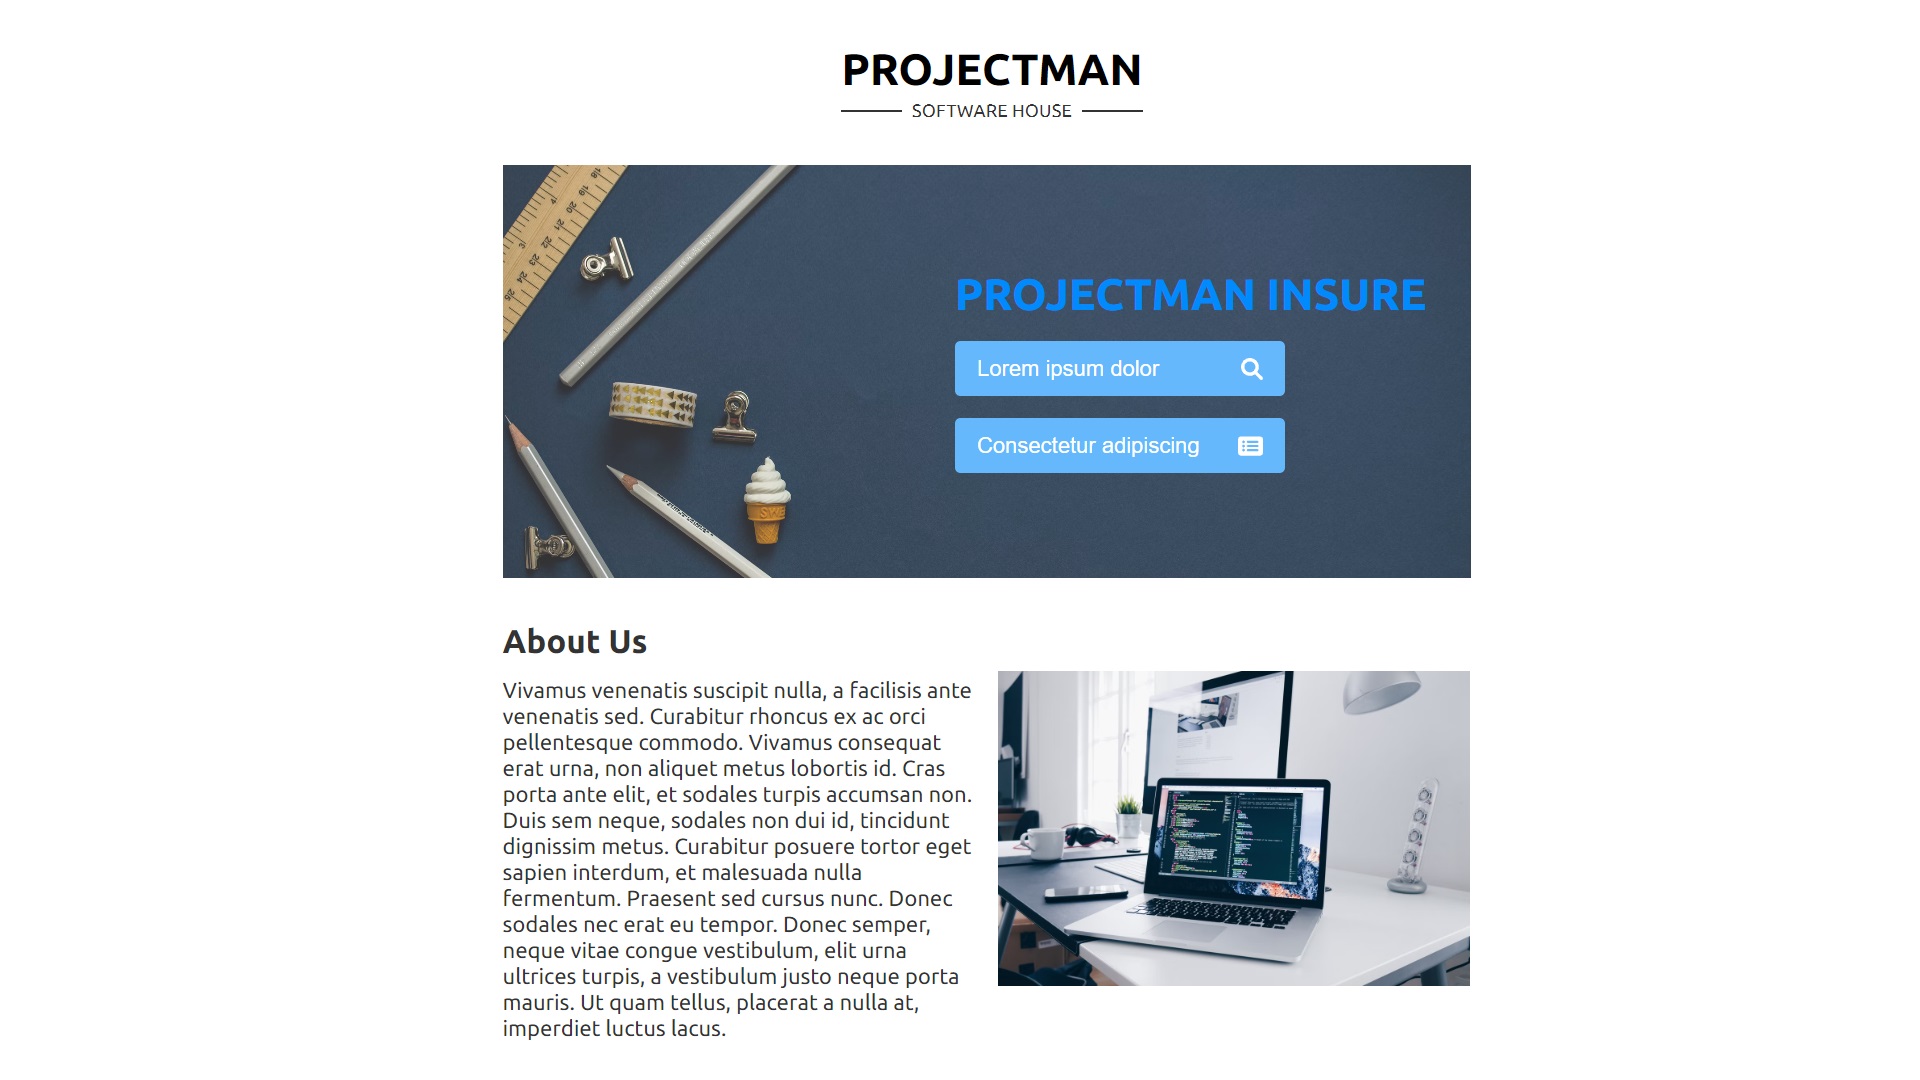 PROJECTMAN
SOFTWARE HOUSE
PROJECTMAN INSURE
Lorem ipsum dolor
Consectetur adipiscing
About Us
Vivamus venenatis suscipit nulla, a facilisis ante
venenatis sed. Curabitur rhoncus ex ac orci
pellentesque commodo. Vivamus consequat
erat urna, non aliquet metus lobortis id. Cras
porta ante elit, et sodales turpis accumsan non.
Duis sem neque, sodales non dui id, tincidunt
dignissim metus. Curabitur posuere tortor eget
sapien interdum, et malesuada nulla
fermentum. Praesent sed cursus nunc. Donec
sodales nec erat eu tempor. Donec semper,
neque vitae congue vestibulum, elit urna
ultrices turpis, a vestibulum justo neque porta
mauris. Ut quam tellus, placerat a nulla at,
imperdiet luctus lacus.